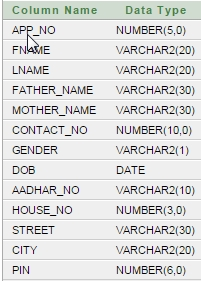 Column Name Data Type
APP_NO NUMBER(5,0)
FNAME VARCHAR2(20)
LNAME VARCHAR2(20)
FATHER_NAME VARCHAR2(30)
MOTHER_NAME VARCHAR2(30)
CONTACT_NO NUMBER(10,0)
GENDER VARCHAR2(1)
DOB DATE
AADHAR_NO VARCHAR2(10)
HOUSE_NO NUMBER(3,0)
STREET VARCHAR2(30)
CITY VARCHAR2(20)
PIN NUMBER(6,0)